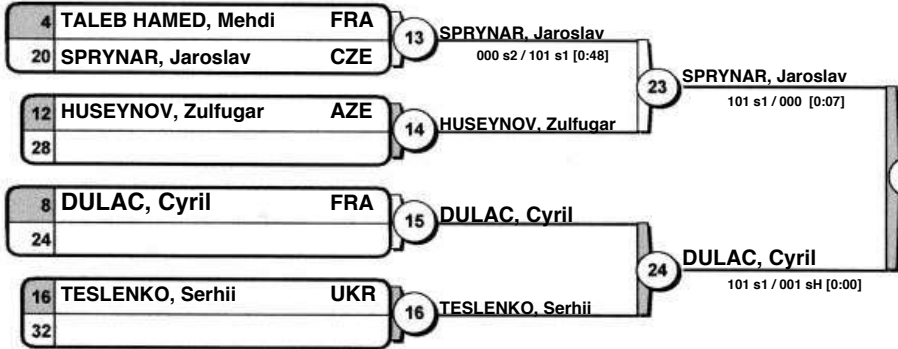 4 TALEB HAMED, Mehdi FRA
20 SPRYNAR, Jaroslav CZE
13 SPRYNAR, Jaroslav
000 s2 / 101 s1 [0:48]
12 HUSEYNOV, Zulfugar AZE
28
14 HUSEYNOV, Zulfugar
23 SPRYNAR, Jaroslav
101 s1 / 000 [0:07]
8 DULAC, Cyril FRA
24
15 DULAC, Cyril
16 TESLENKO, Serhii UKR
32
16 TESLENKO, Serhii
24 DULAC, Cyril
101 s1 / 001 sH [0:00]